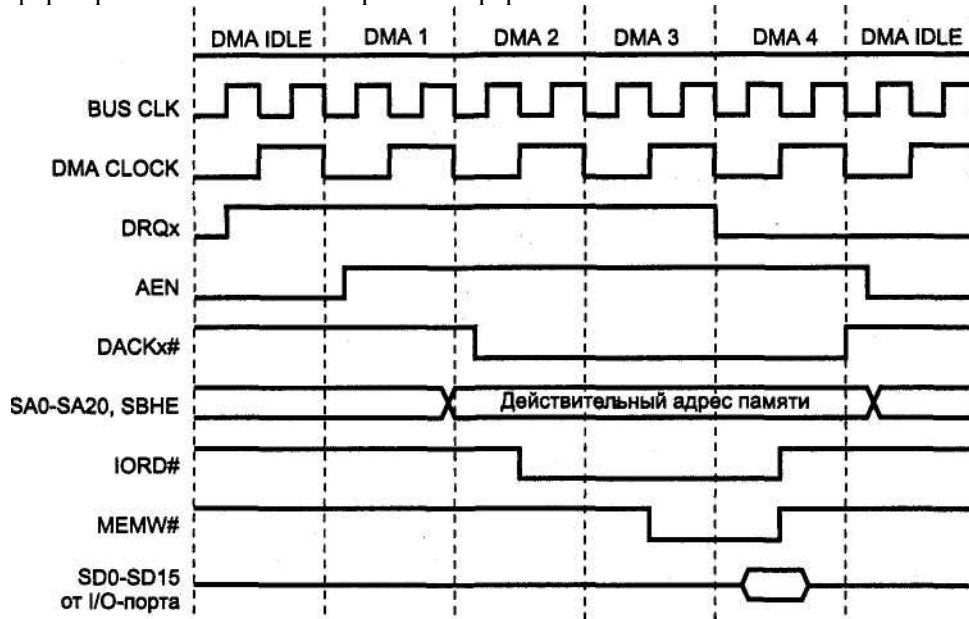 DMA IDLE DMA 1 DMA 2 DMA 3 DMA 4 DMA IDLE
BUS CLK
DMA CLOCK
DRQx
AEN
DACKx#
SA0-SA20, SBHE Действительный адрес памяти
IORD#
MEMW#
SD0-SD15
от I/O-порта